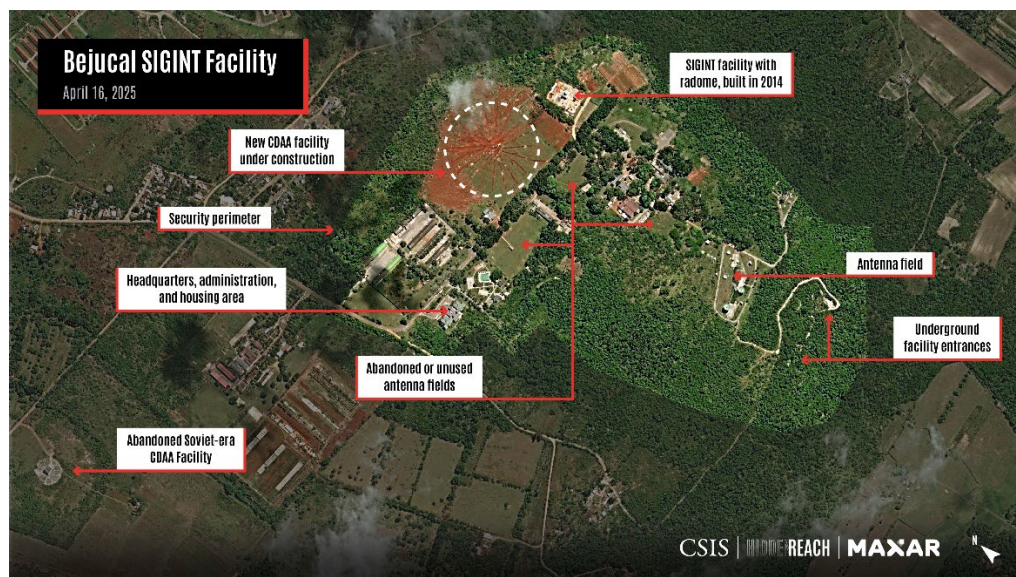 Bejucal SIGINT Facility
April 16, 2025
SIGINT facility with
radome, built in 2014
New CDAA facility
under construction
Security perimeter
Headquarters, administration,
and housing area
Antenna field
Underground
facility entrances
Abandoned or unused
antenna fields
Abandoned Soviet-era
CDAA Facility
CSIS | HIDDENREACH | MAXAR
N